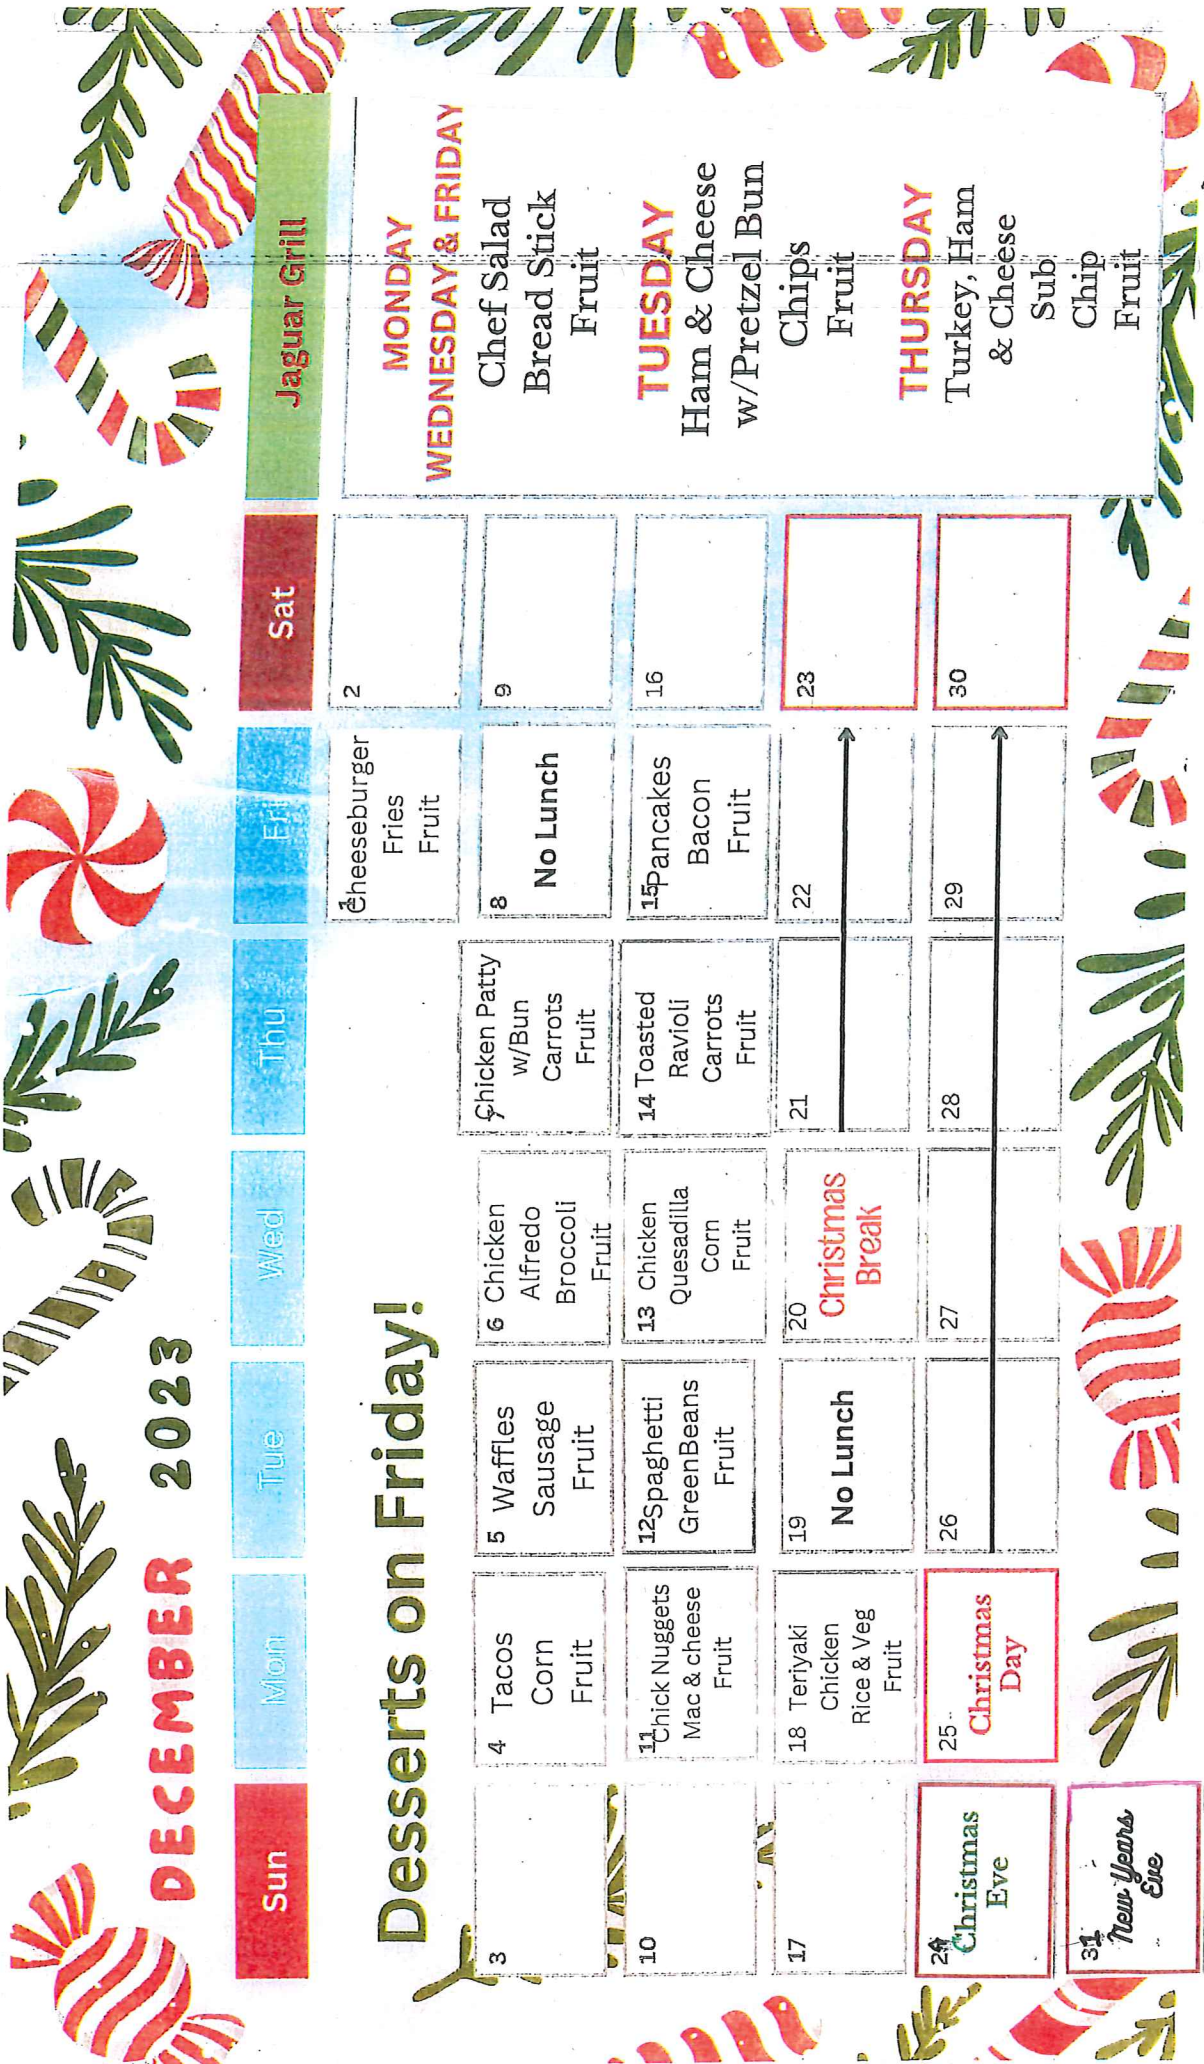 DECEMBER 2023
Sun
Mon
Tue
Wed
Thu
Fri
Sat
Jaguar Grill
Desserts on Friday!
1
Cheeseburger
Fries
Fruit
2
3
4 Tacos
Corn
Fruit
5 Waffles
Sausage
Fruit
6 Chicken
Alfredo
Broccoli
Fruit
7 Chicken Patty
w/Bun
Carrots
Fruit
8
No Lunch
9
10
11
Chick Nuggets
Mac & cheese
Fruit
12 Spaghetti
GreenBeans
Fruit
13 Chicken
Quesadilla
Corn
Fruit
14 Toasted
Ravioli
Carrots
Fruit
15 Pancakes
Bacon
Fruit
16
17
18 Teriyaki
Chicken
Rice & Veg
Fruit
19
No Lunch
20
Christmas
Break
21
22
23
24
Christmas
Eve
25
Christmas
Day
26
27
28
29
30
31
New Years
Eve
MONDAY
WEDNESDAY & FRIDAY
Chef Salad
Bread Stick
Fruit
TUESDAY
Ham & Cheese
w/Pretzel Bun
Chips
Fruit
THURSDAY
Turkey, Ham
& Cheese
Sub
Chip
Fruit